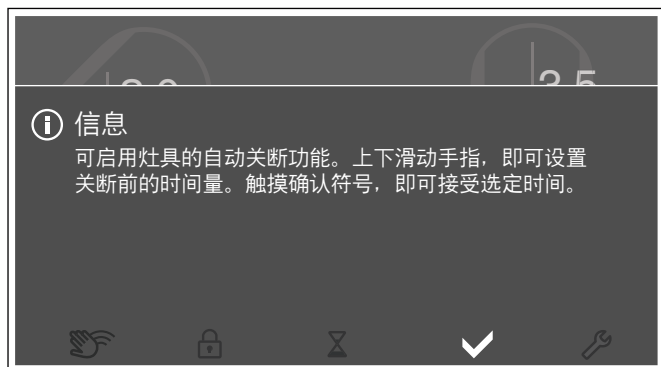 信息
可启用灶具的自动关断功能。上下滑动手指，即可设置
关断前的时间量。触摸确认符号，即可接受选定时间。